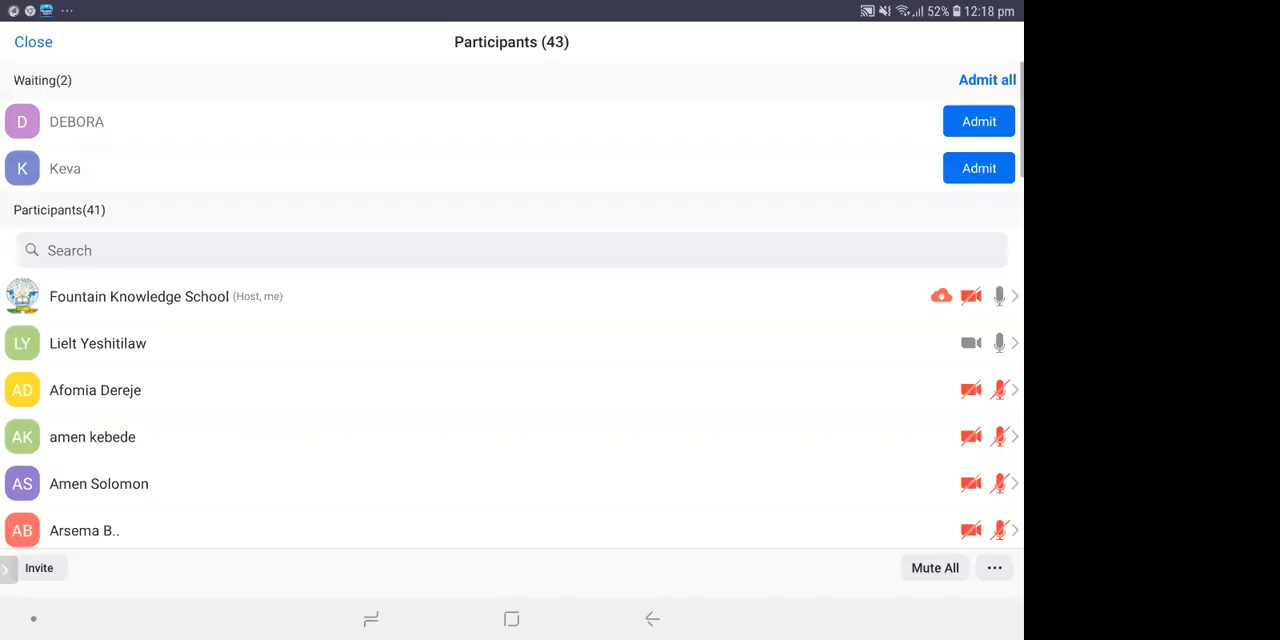 52% 12:18 pm
Close Participants (43)
Waiting(2) Admit all
D DEBORA Admit
K Keva Admit
Participants(41)
Search
Fountain Knowledge School (Host, me)
LY Lielt Yeshitilaw
AD Afomia Dereje
AK amen kebede
AS Amen Solomon
AB Arsema B..
Invite Mute All